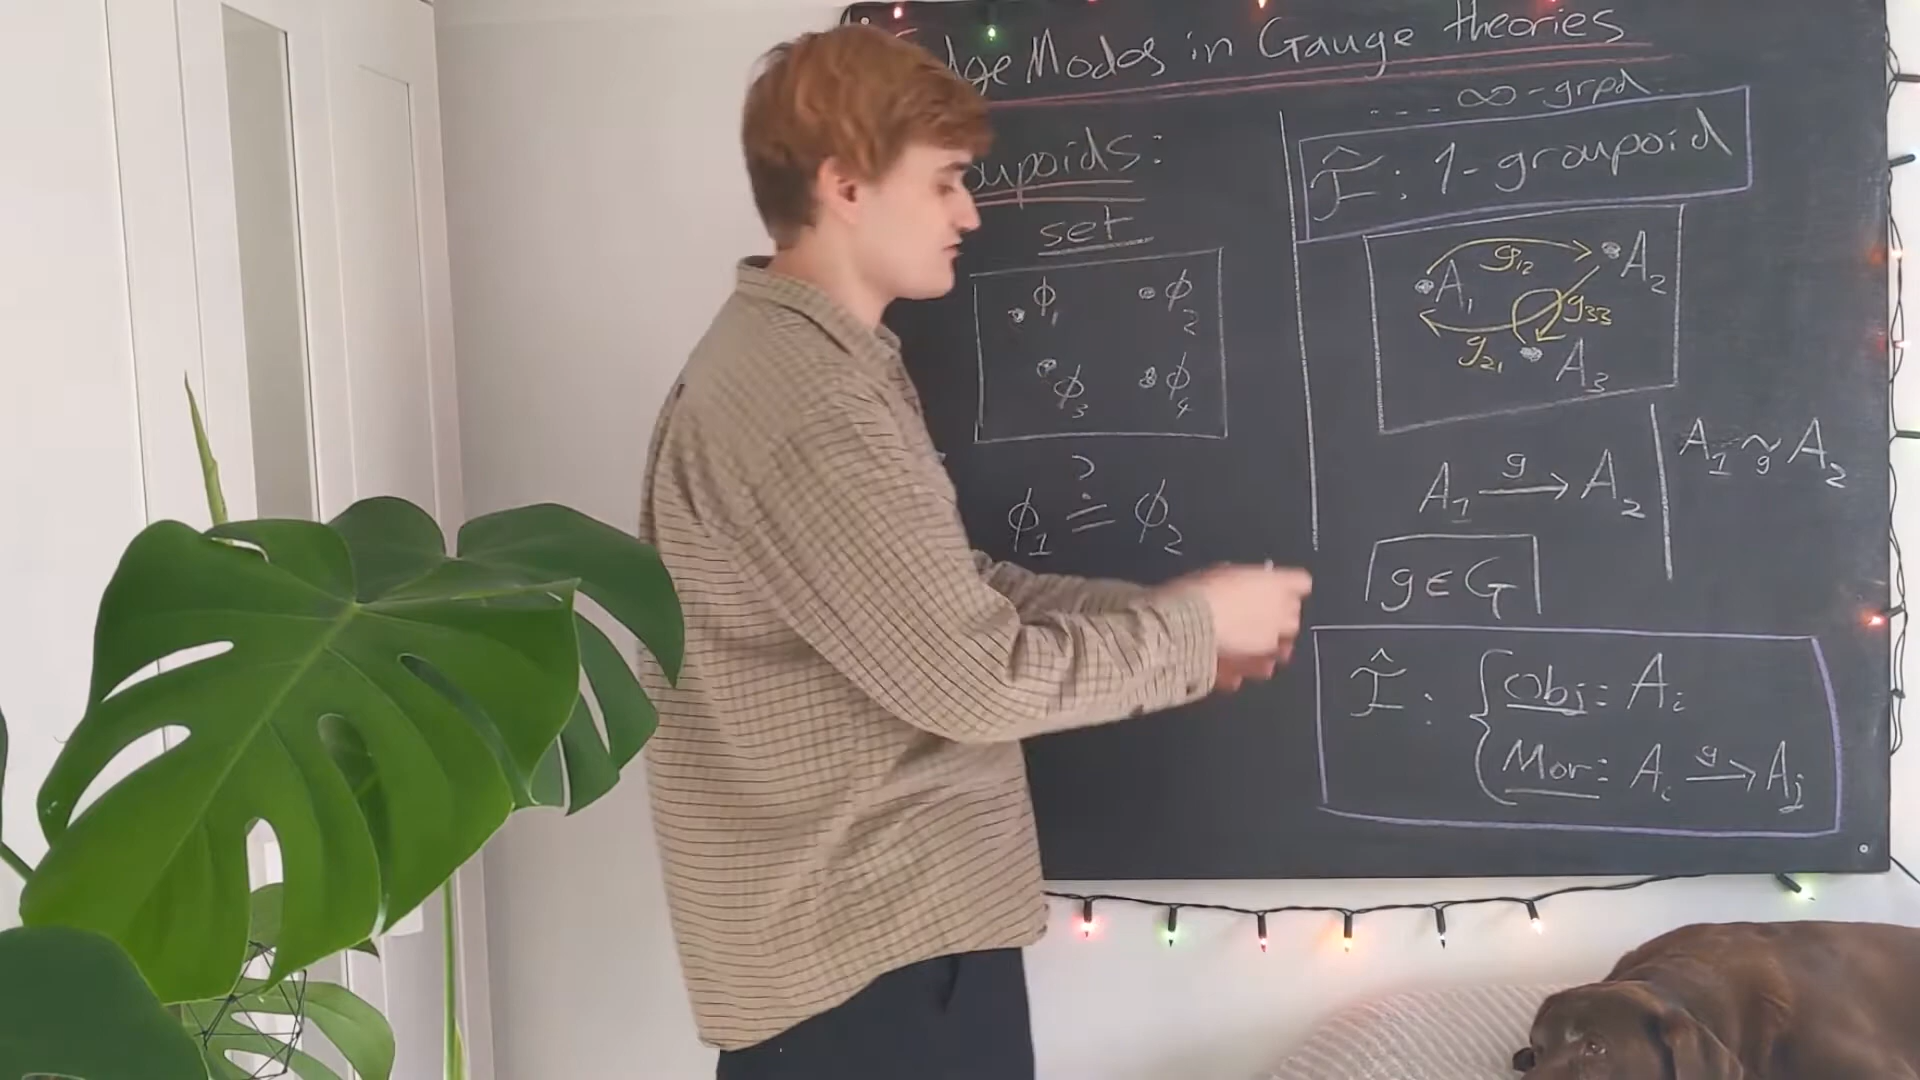 dge Modes in Gauge theories
oupoids:
set
ϕ₁ ϕ₂
ϕ₃ ϕ₄
ϕ₁ ≐ ϕ₂
?
--- ∞-grpd.
: 1-groupoid
g₁₂ A₂
A₁ g₃₃
g₂₁ A₃
A₁ g→ A₂
A₁ ≃g A₂
g∈G
: { Obj: Aᵢ
Mor: Aᵢ g→ Aⱼ